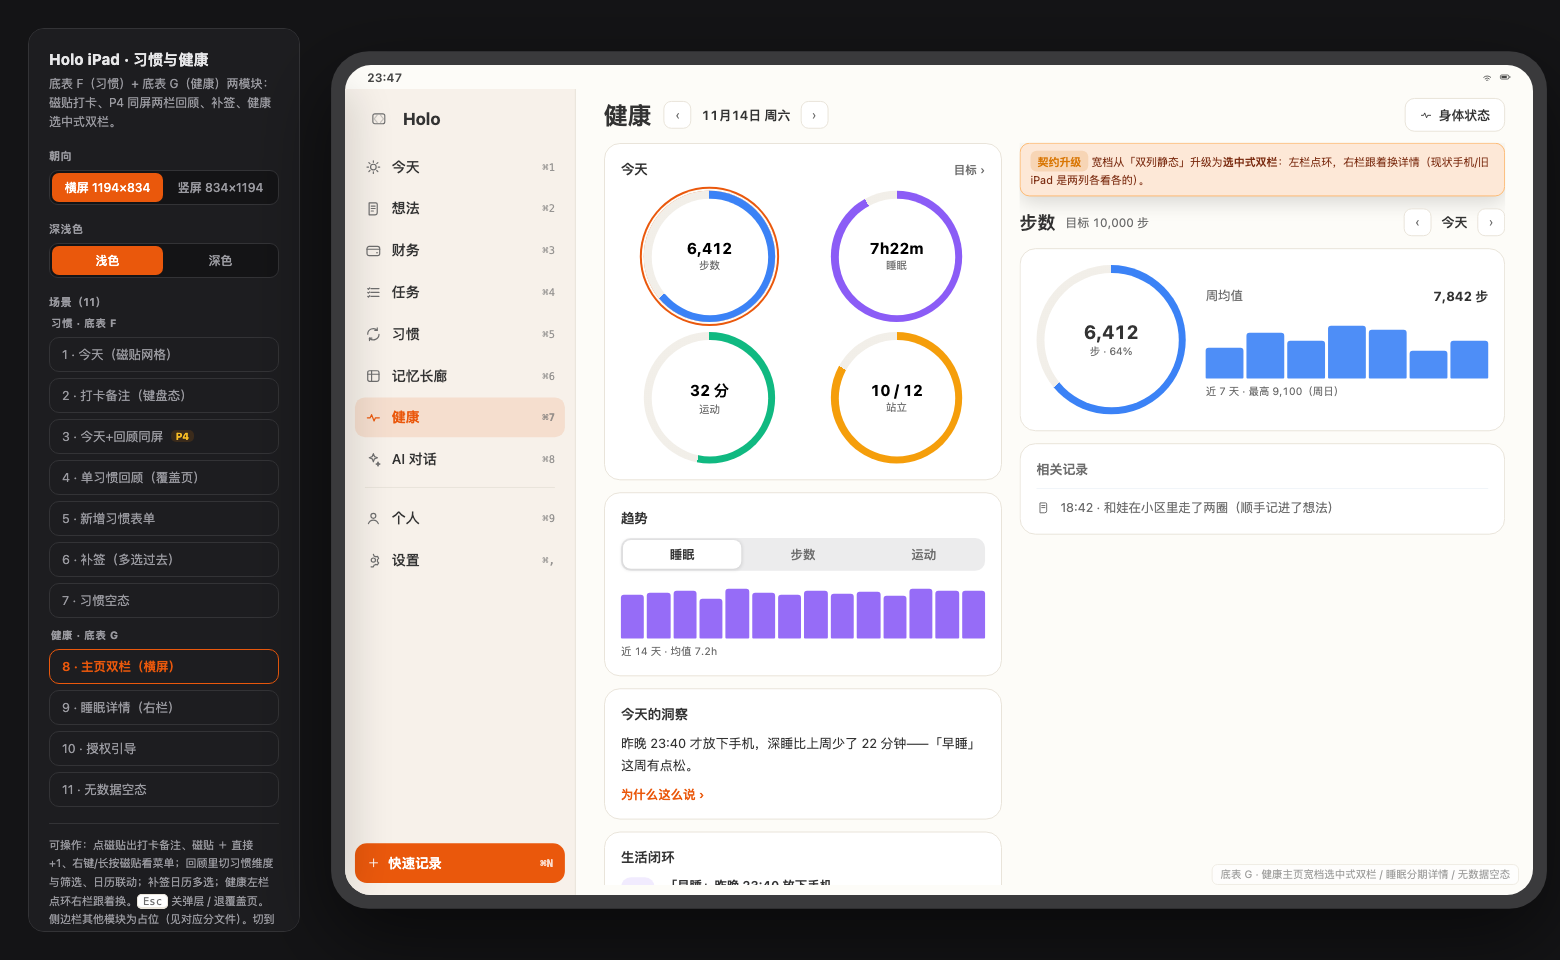 Holo iPad · 习惯与健康
底表 F（习惯）+ 底表 G（健康）两模块：
磁贴打卡、P4 同屏两栏回顾、补签、健康
选中式双栏。
朝向
横屏 1194×834
竖屏 834×1194
深浅色
浅色
深色
场景（11）
习惯 · 底表 F
1 · 今天（磁贴网格）
2 · 打卡备注（键盘态）
3 · 今天+回顾同屏 P4
4 · 单习惯回顾（覆盖页）
5 · 新增习惯表单
6 · 补签（多选过去）
7 · 习惯空态
健康 · 底表 G
8 · 主页双栏（横屏）
9 · 睡眠详情（右栏）
10 · 授权引导
11 · 无数据空态
可操作：点磁贴出打卡备注、磁贴 ＋ 直接
+1、右键/长按磁贴看菜单；回顾里切习惯维度
与筛选、日历联动；补签日历多选；健康左栏
点环右栏跟着换。 Esc 关弹层 / 退覆盖页。
侧边栏其他模块为占位（见对应分文件）。切到
23:47
Holo
今天 ⌘1
想法 ⌘2
财务 ⌘3
任务 ⌘4
习惯 ⌘5
记忆长廊 ⌘6
健康 ⌘7
AI 对话 ⌘8
个人 ⌘9
设置 ⌘,
+ 快速记录 ⌘N
健康 ‹ 11月14日 周六 ›
身体状态
今天 目标 ›
6,412
步数
7h22m
睡眠
32 分
运动
10 / 12
站立
趋势
睡眠 步数 运动
近 14 天 · 均值 7.2h
今天的洞察
昨晚 23:40 才放下手机，深睡比上周少了 22 分钟——「早睡」
这周有点松。
为什么这么说 ›
生活闭环
「早睡」昨晚 23:40 放下手机
契约升级 宽档从「双列静态」升级为选中式双栏：左栏点环，右栏跟着换详情（现状手机/旧
iPad 是两列各看各的）。
步数 目标 10,000 步 ‹ 今天 ›
6,412
步 · 64%
周均值 7,842 步
近 7 天 · 最高 9,100（周日）
相关记录
18:42 · 和娃在小区里走了两圈（顺手记进了想法）
底表 G · 健康主页宽档选中式双栏 / 睡眠分期详情 / 无数据空态